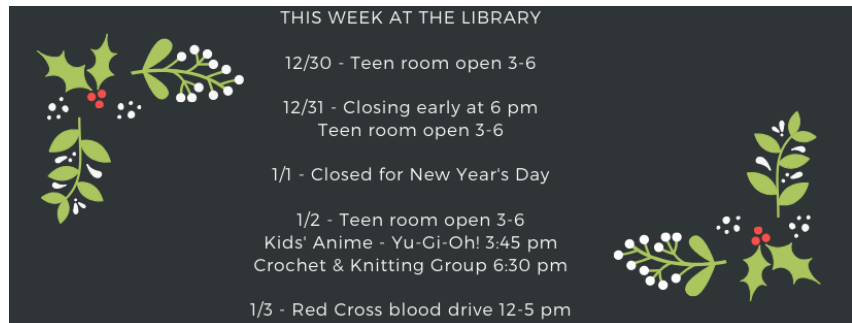 THIS WEEK AT THE LIBRARY
12/30 - Teen room open 3-6
12/31 - Closing early at 6 pm
Teen room open 3-6
1/1 - Closed for New Year's Day
1/2 - Teen room open 3-6
Kids' Anime - Yu-Gi-Oh! 3:45 pm
Crochet & Knitting Group 6:30 pm
1/3 - Red Cross blood drive 12-5 pm